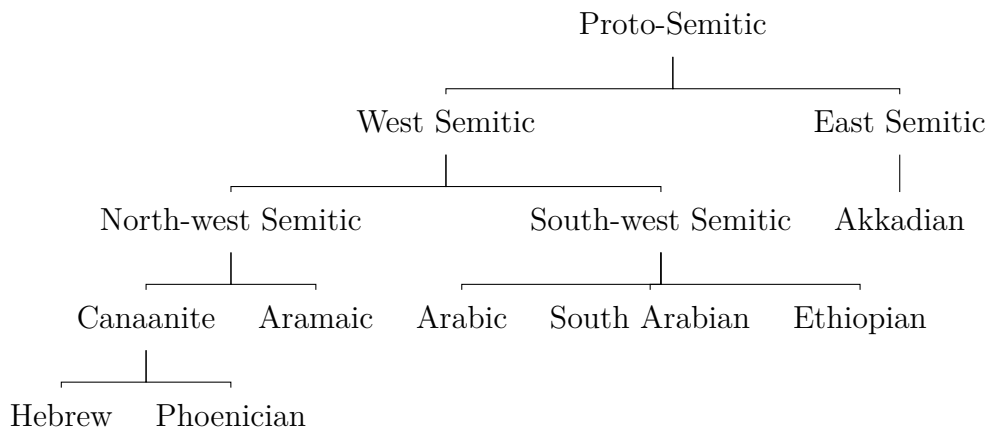 Proto-Semitic
West Semitic East Semitic
North-west Semitic South-west Semitic Akkadian
Canaanite Aramaic Arabic South Arabian Ethiopian
Hebrew Phoenician